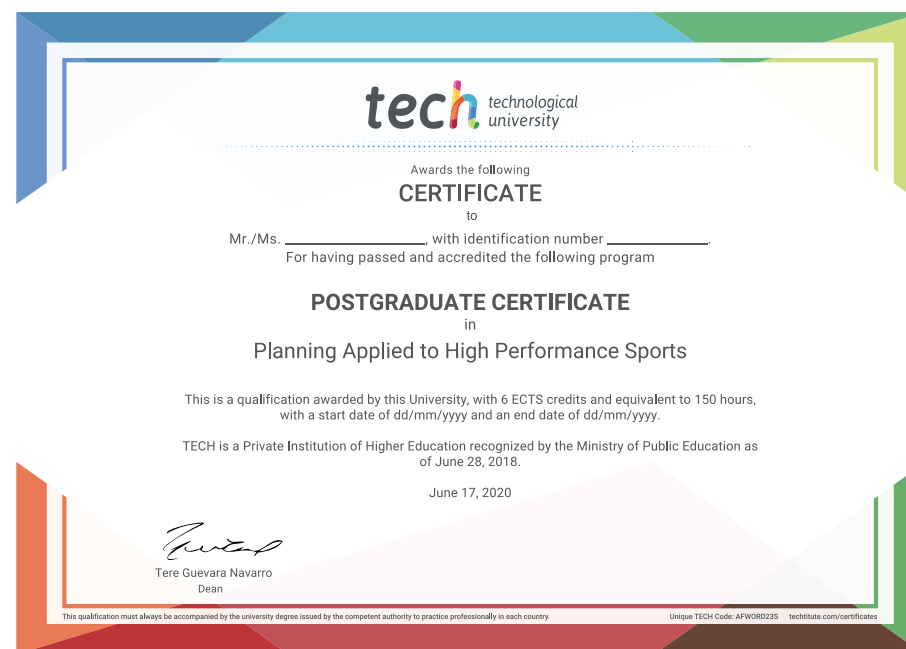 tech technological
university
Awards the following
CERTIFICATE
to
Mr./Ms. ____________, with identification number ____________.
For having passed and accredited the following program
POSTGRADUATE CERTIFICATE
in
Planning Applied to High Performance Sports
This is a qualification awarded by this University, with 6 ECTS credits and equivalent to 150 hours,
with a start date of dd/mm/yyyy and an end date of dd/mm/yyyy.
TECH is a Private Institution of Higher Education recognized by the Ministry of Public Education as
of June 28, 2018.
June 17, 2020
Tere Guevara Navarro
Dean
This qualification must always be accompanied by the university degree issued by the competent authority to practice professionally in each country. Unique TECH Code: AFWORD23S techtitute.com/certificates